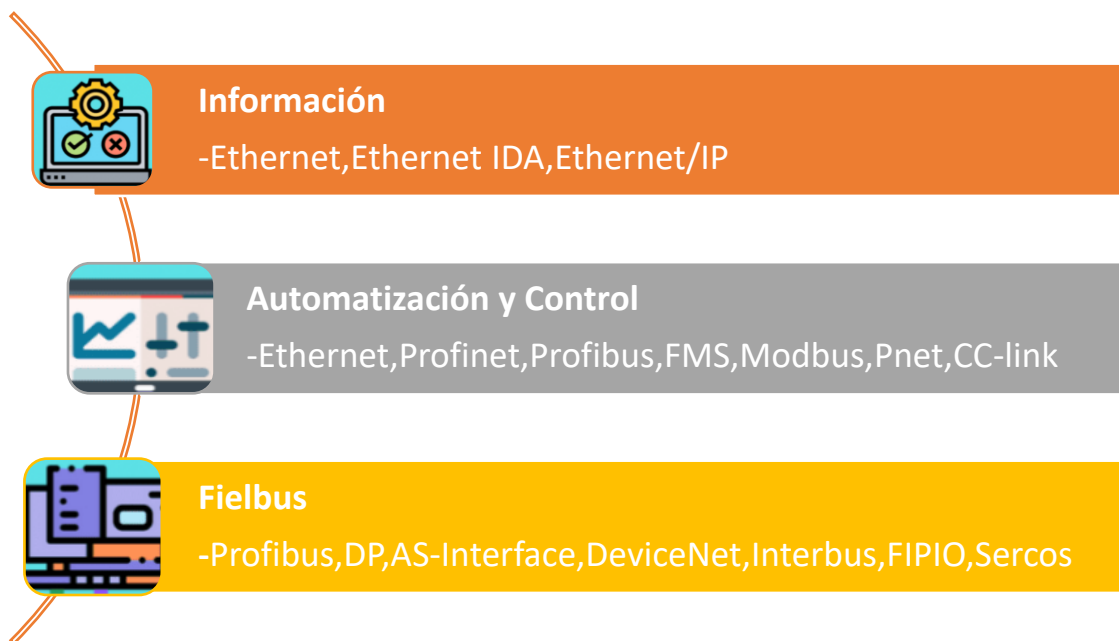 Información
-Ethernet,Ethernet IDA,Ethernet/IP
Automatización y Control
-Ethernet,Profinet,Profibus,FMS,Modbus,Pnet,CC-link
Fielbus
-Profibus,DP,AS-Interface,DeviceNet,Interbus,FIPIO,Sercos